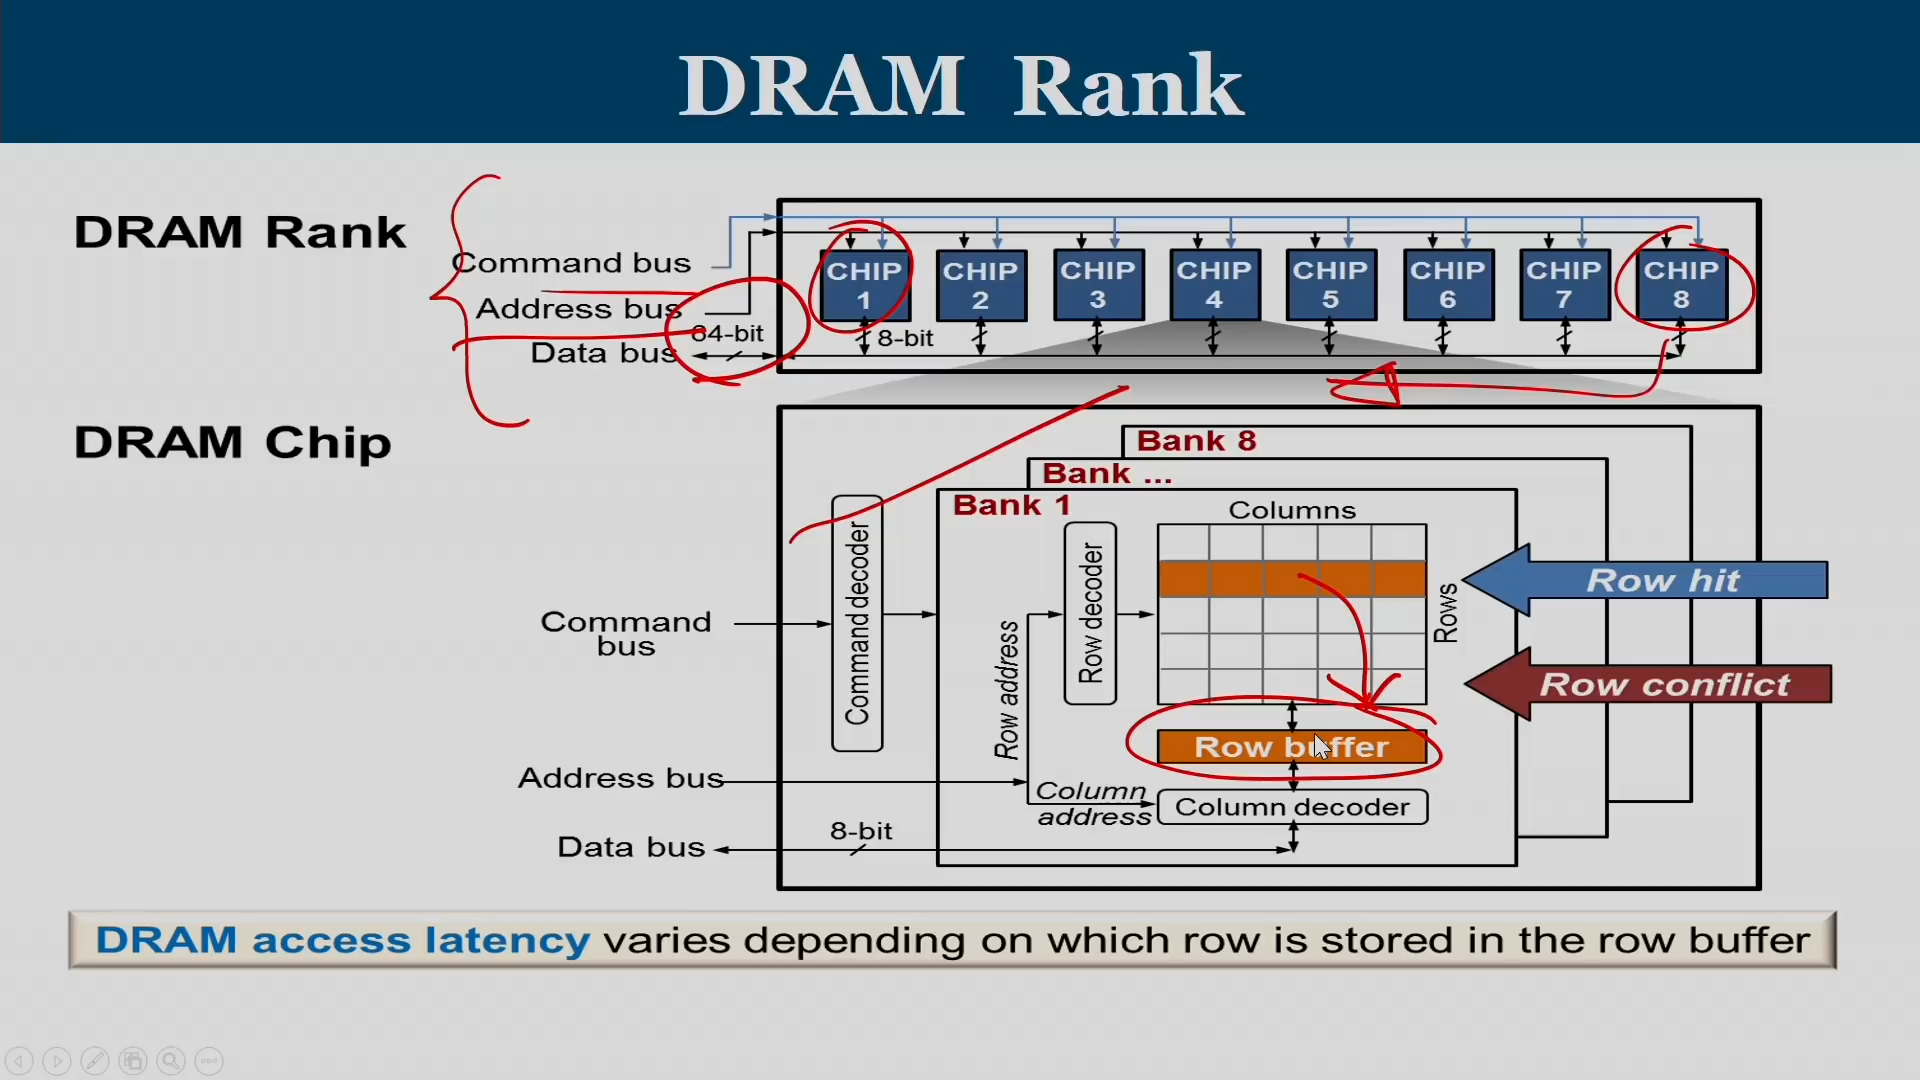 DRAM Rank
DRAM Rank
Command bus
Address bus
64-bit
Data bus
CHIP 1
CHIP 2
CHIP 3
CHIP 4
CHIP 5
CHIP 6
CHIP 7
CHIP 8
8-bit
DRAM Chip
Bank 8
Bank ...
Bank 1
Columns
Command decoder
Row decoder
Rows
Row hit
Command
bus
Row address
Row conflict
Row buffer
Address bus
Column
address
Column decoder
8-bit
Data bus
DRAM access latency varies depending on which row is stored in the row buffer